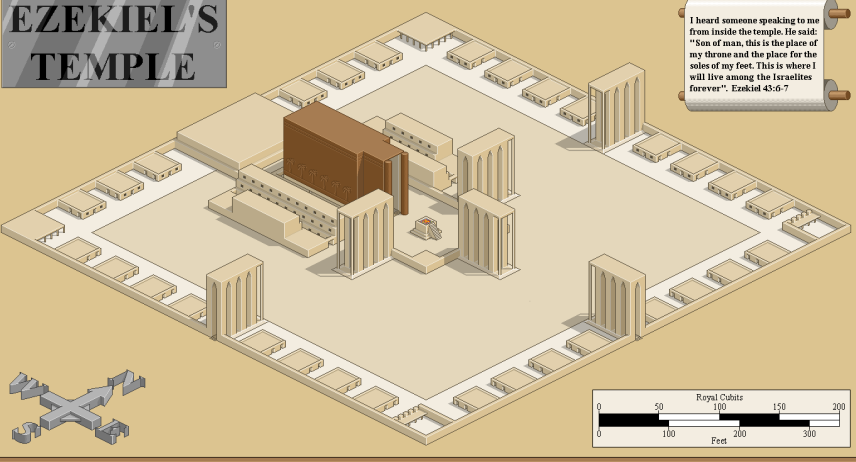 EZEKIEL'S
TEMPLE
I heard someone speaking to me
from inside the temple. He said:
"Son of man, this is the place of
my throne and the place for the
soles of my feet. This is where I
will live among the Israelites
forever". Ezekiel 43:6-7
W N
S E
Royal Cubits
0 50 100 150 200
0 100 200 300
Feet